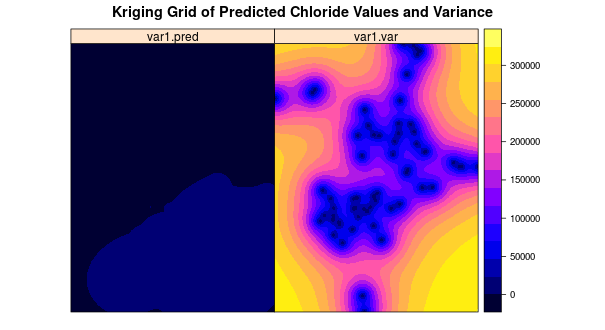 Kriging Grid of Predicted Chloride Values and Variance
var1.pred
var1.var
300000
250000
200000
150000
100000
50000
0